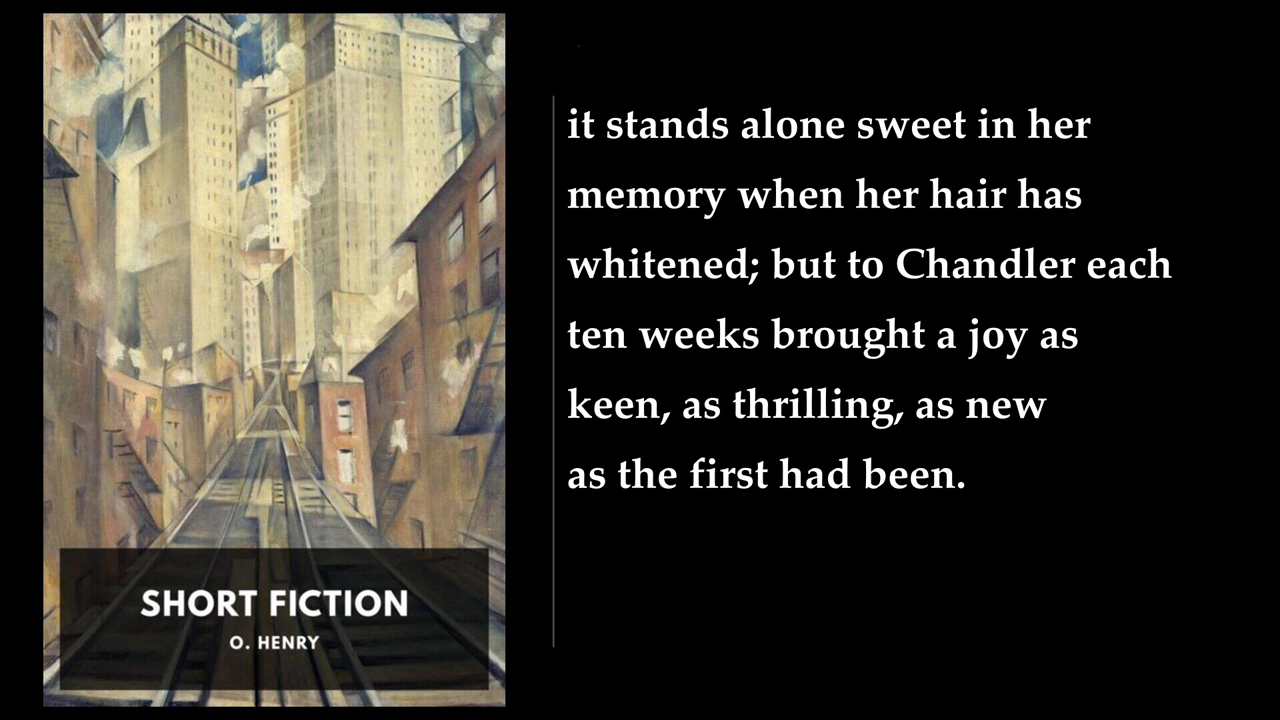 SHORT FICTION
O. HENRY
it stands alone sweet in her
memory when her hair has
whitened; but to Chandler each
ten weeks brought a joy as
keen, as thrilling, as new
as the first had been.